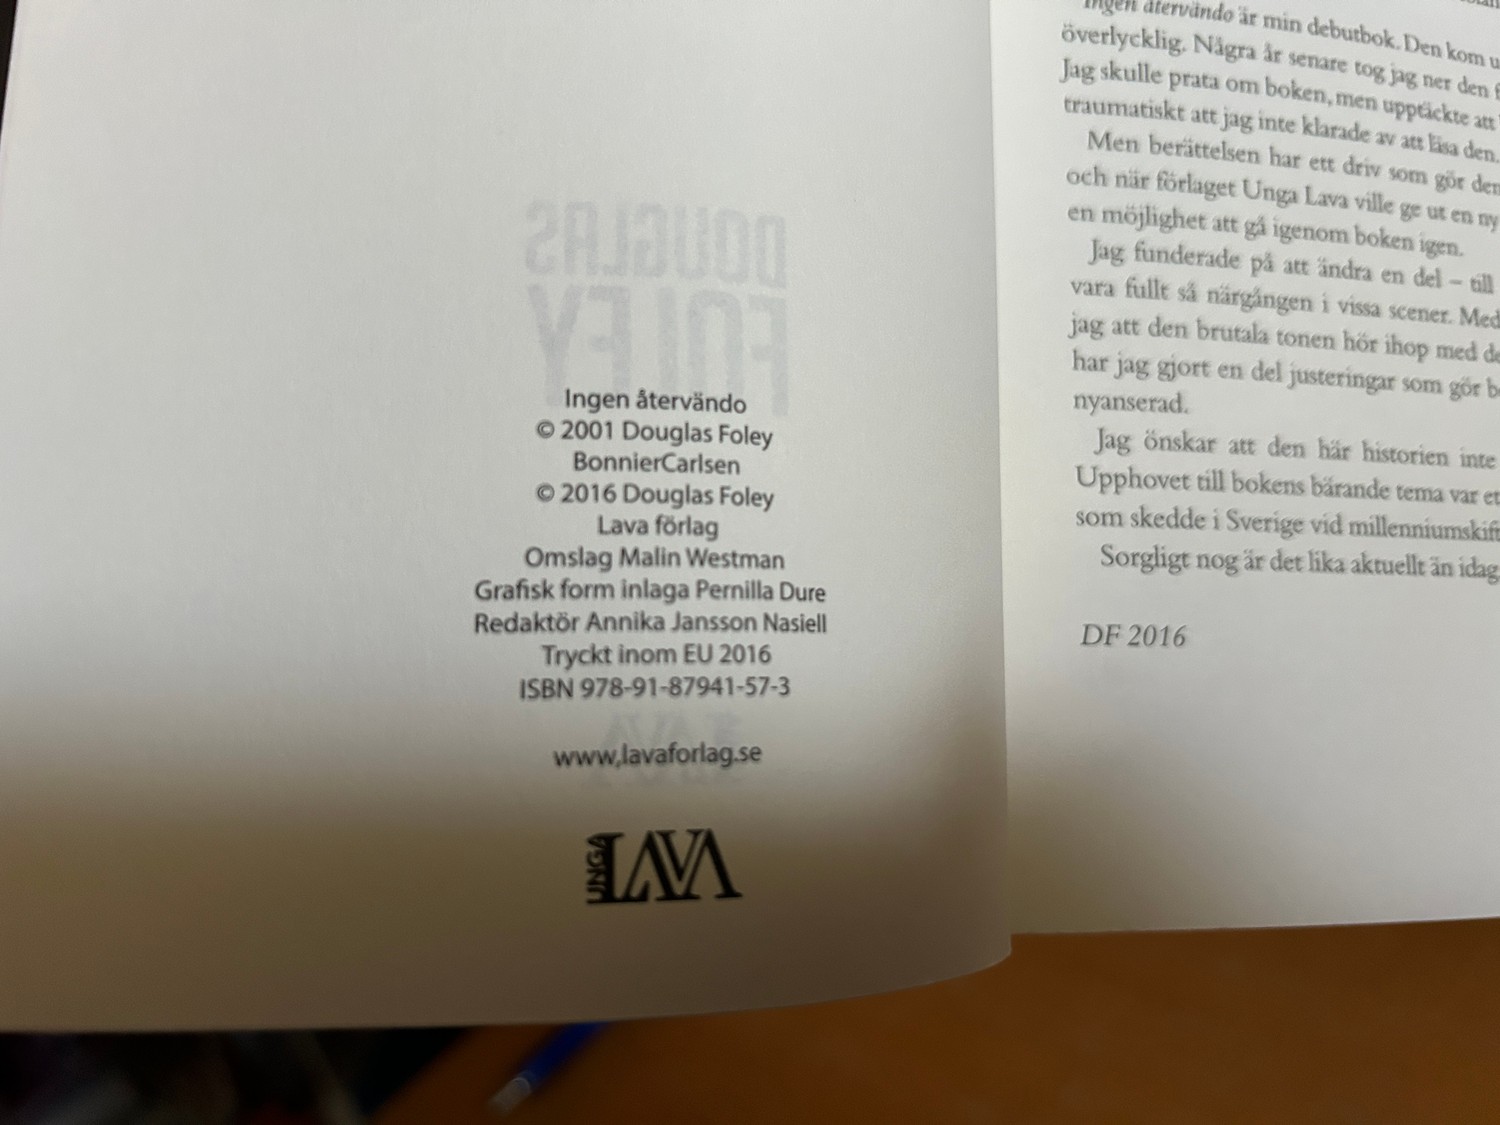 DOUGLAS
FOLEY
Ingen återvändo
© 2001 Douglas Foley
BonnierCarlsen
© 2016 Douglas Foley
Lava förlag
Omslag Malin Westman
Grafisk form inlaga Pernilla Dure
Redaktör Annika Jansson Nasiell
Tryckt inom EU 2016
ISBN 978-91-87941-57-3
www.lavaforlag.se
UNGA LAVA
Ingen återvändo är min debutbok. Den kom
överlycklig. Några år senare tog jag ner den
Jag skulle prata om boken, men upptäckte att
traumatiskt att jag inte klarade av att läsa den.
Men berättelsen har ett driv som gör den
och när förlaget Unga Lava ville ge ut en ny
en möjlighet att gå igenom boken igen.
Jag funderade på att ändra en del – till
vara fullt så närgången i vissa scener. Med
jag att den brutala tonen hör ihop med
har jag gjort en del justeringar som gör
nyanserad.
Jag önskar att den här historien inte
Upphovet till bokens bärande tema var
som skedde i Sverige vid millenniumskift
Sorgligt nog är det lika aktuellt än idag
DF 2016